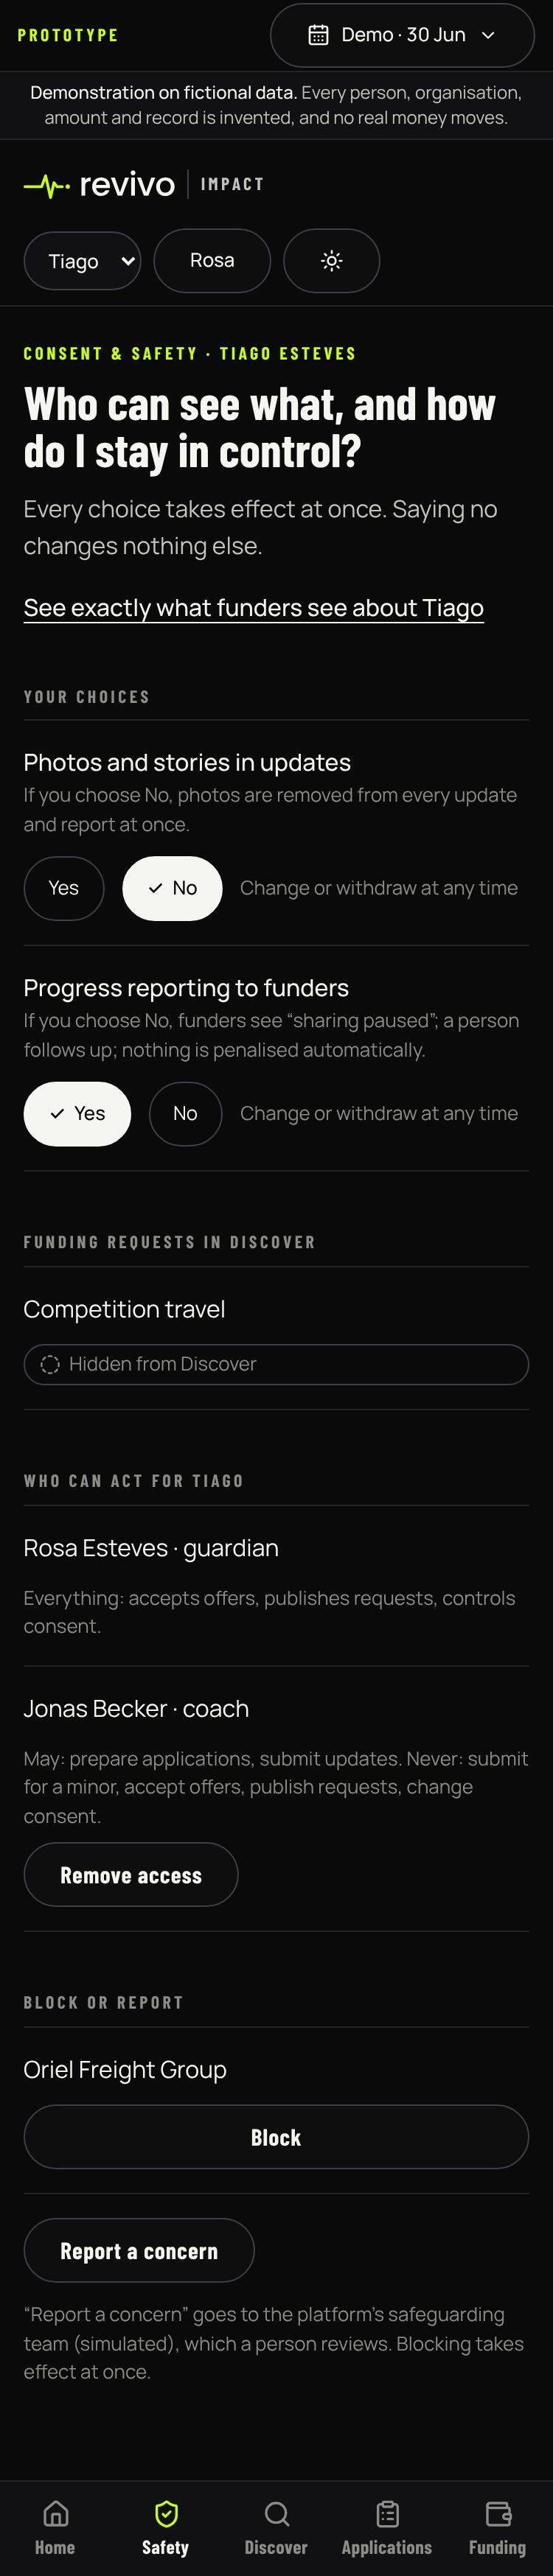 PROTOTYPE
Demo · 30 Jun
Demonstration on fictional data. Every person, organisation,
amount and record is invented, and no real money moves.
revivo IMPACT
Tiago Rosa
CONSENT & SAFETY · TIAGO ESTEVES
Who can see what, and how
do I stay in control?
Every choice takes effect at once. Saying no
changes nothing else.
See exactly what funders see about Tiago
YOUR CHOICES
Photos and stories in updates
If you choose No, photos are removed from every update
and report at once.
Yes No Change or withdraw at any time
Progress reporting to funders
If you choose No, funders see “sharing paused”; a person
follows up; nothing is penalised automatically.
Yes No Change or withdraw at any time
FUNDING REQUESTS IN DISCOVER
Competition travel
Hidden from Discover
WHO CAN ACT FOR TIAGO
Rosa Esteves · guardian
Everything: accepts offers, publishes requests, controls
consent.
Jonas Becker · coach
May: prepare applications, submit updates. Never: submit
for a minor, accept offers, publish requests, change
consent.
Remove access
BLOCK OR REPORT
Oriel Freight Group
Block
Report a concern
“Report a concern” goes to the platform’s safeguarding
team (simulated), which a person reviews. Blocking takes
effect at once.
Home Safety Discover Applications Funding